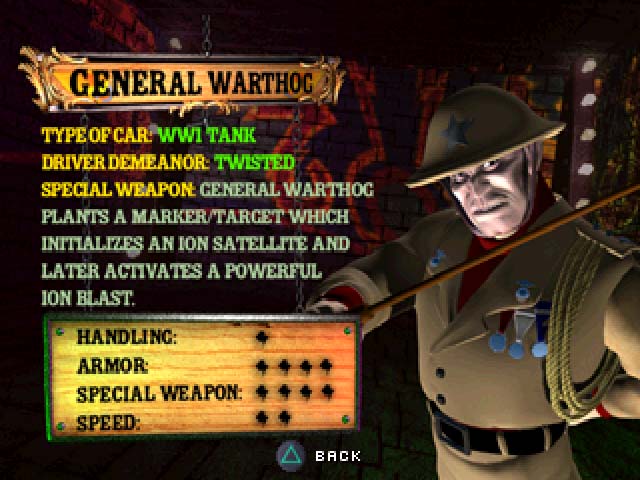 GENERAL WARTHOG
TYPE OF CAR: WW1 TANK
DRIVER DEMEANOR: TWISTED
SPECIAL WEAPON: GENERAL WARTHOG
PLANTS A MARKER/TARGET WHICH
INITIALIZES AN ION SATELLITE AND
LATER ACTIVATES A POWERFUL
ION BLAST.
HANDLING:
ARMOR:
SPECIAL WEAPON:
SPEED:
BACK